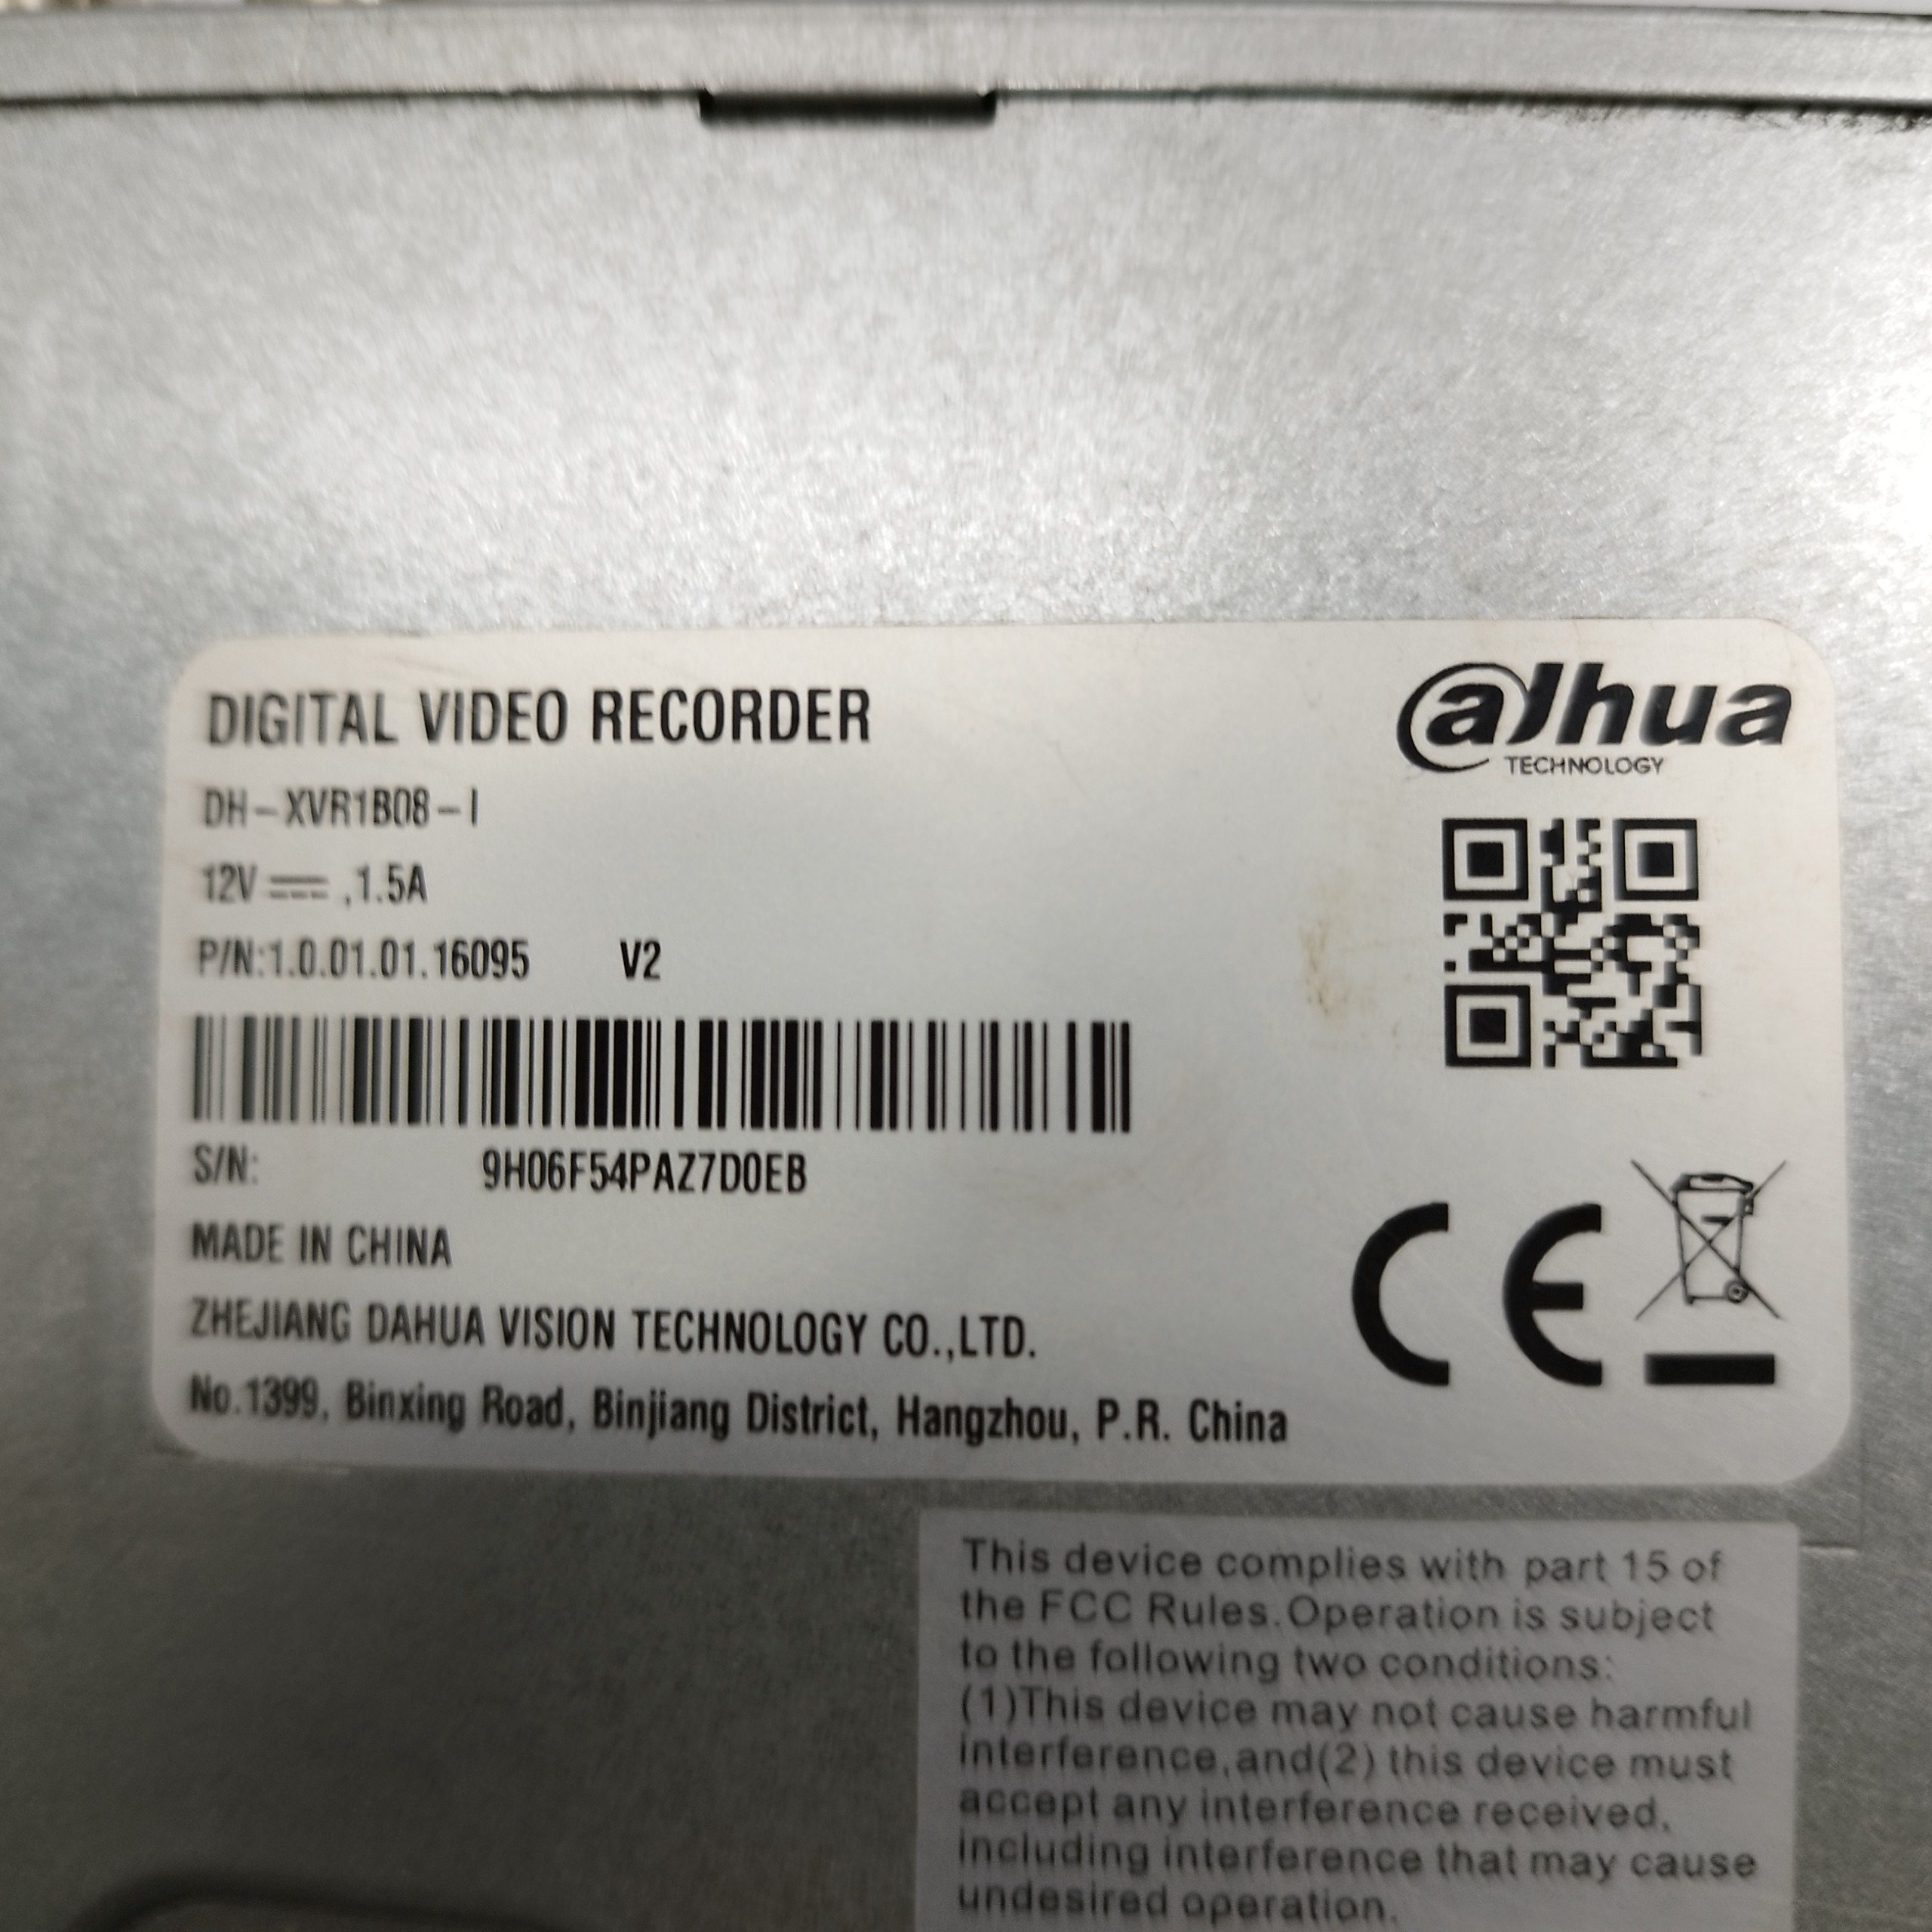 DIGITAL VIDEO RECORDER
alhua
TECHNOLOGY
DH-XVR1B08-I
12V ⎓ ,1.5A
P/N:1.0.01.01.16095 V2
S/N: 9H06F54PAZ7D0EB
MADE IN CHINA
ZHEJIANG DAHUA VISION TECHNOLOGY CO.,LTD.
No.1399, Binxing Road, Binjiang District, Hangzhou, P.R. China
CE
This device complies with part 15 of
the FCC Rules.Operation is subject
to the following two conditions:
(1)This device may not cause harmful
interference,and(2) this device must
accept any interference received,
including interference that may cause
undesired operation.